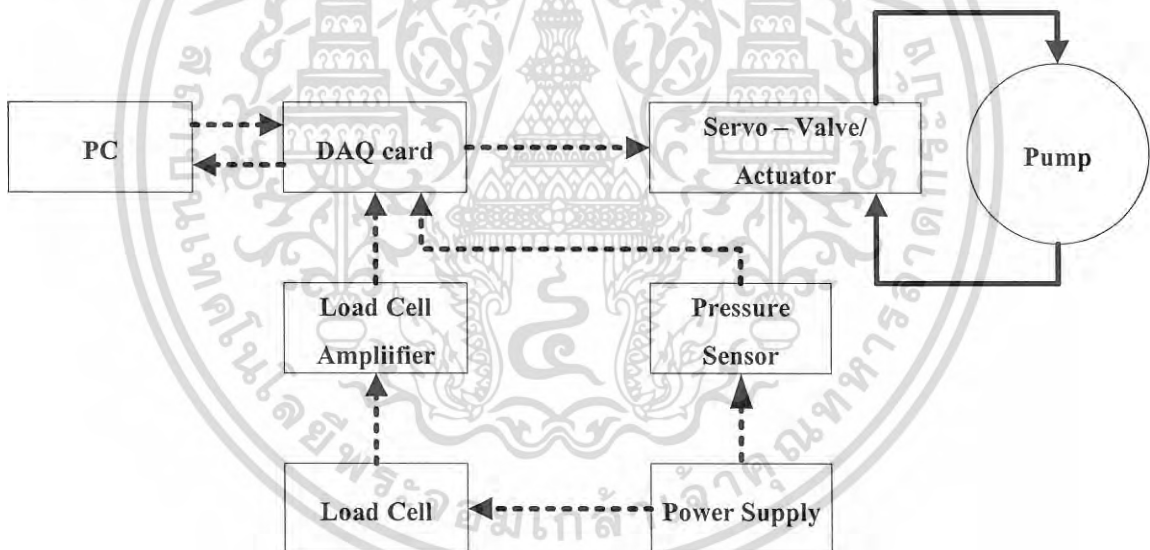 PC
DAQ card
Servo – Valve/
Actuator
Pump
Load Cell
Ampliifier
Pressure
Sensor
Load Cell
Power Supply